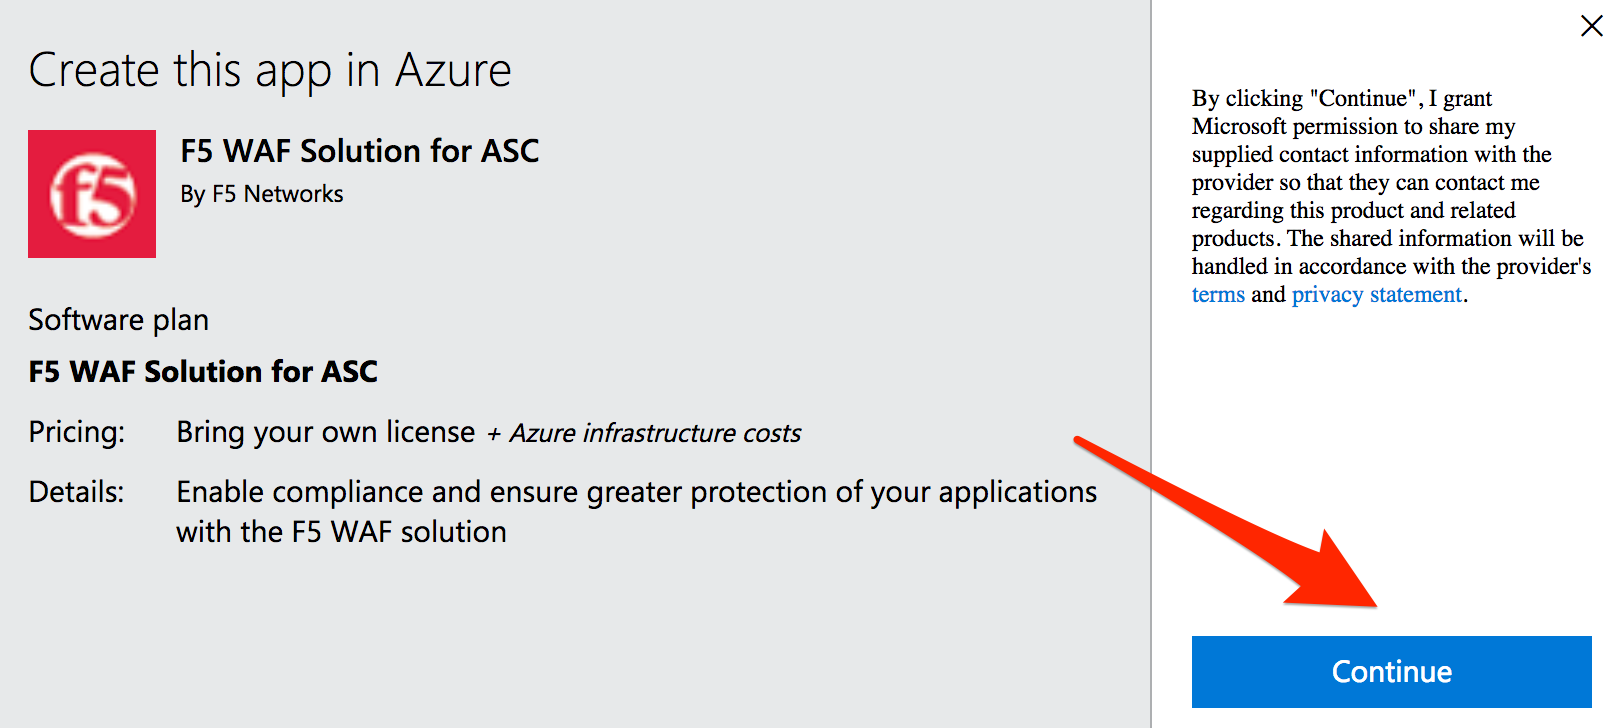 Create this app in Azure
f5
F5 WAF Solution for ASC
By F5 Networks
Software plan
F5 WAF Solution for ASC
Pricing: Bring your own license + Azure infrastructure costs
Details: Enable compliance and ensure greater protection of your applications
with the F5 WAF solution
By clicking "Continue", I grant
Microsoft permission to share my
supplied contact information with the
provider so that they can contact me
regarding this product and related
products. The shared information will be
handled in accordance with the provider's
terms and privacy statement.
Continue